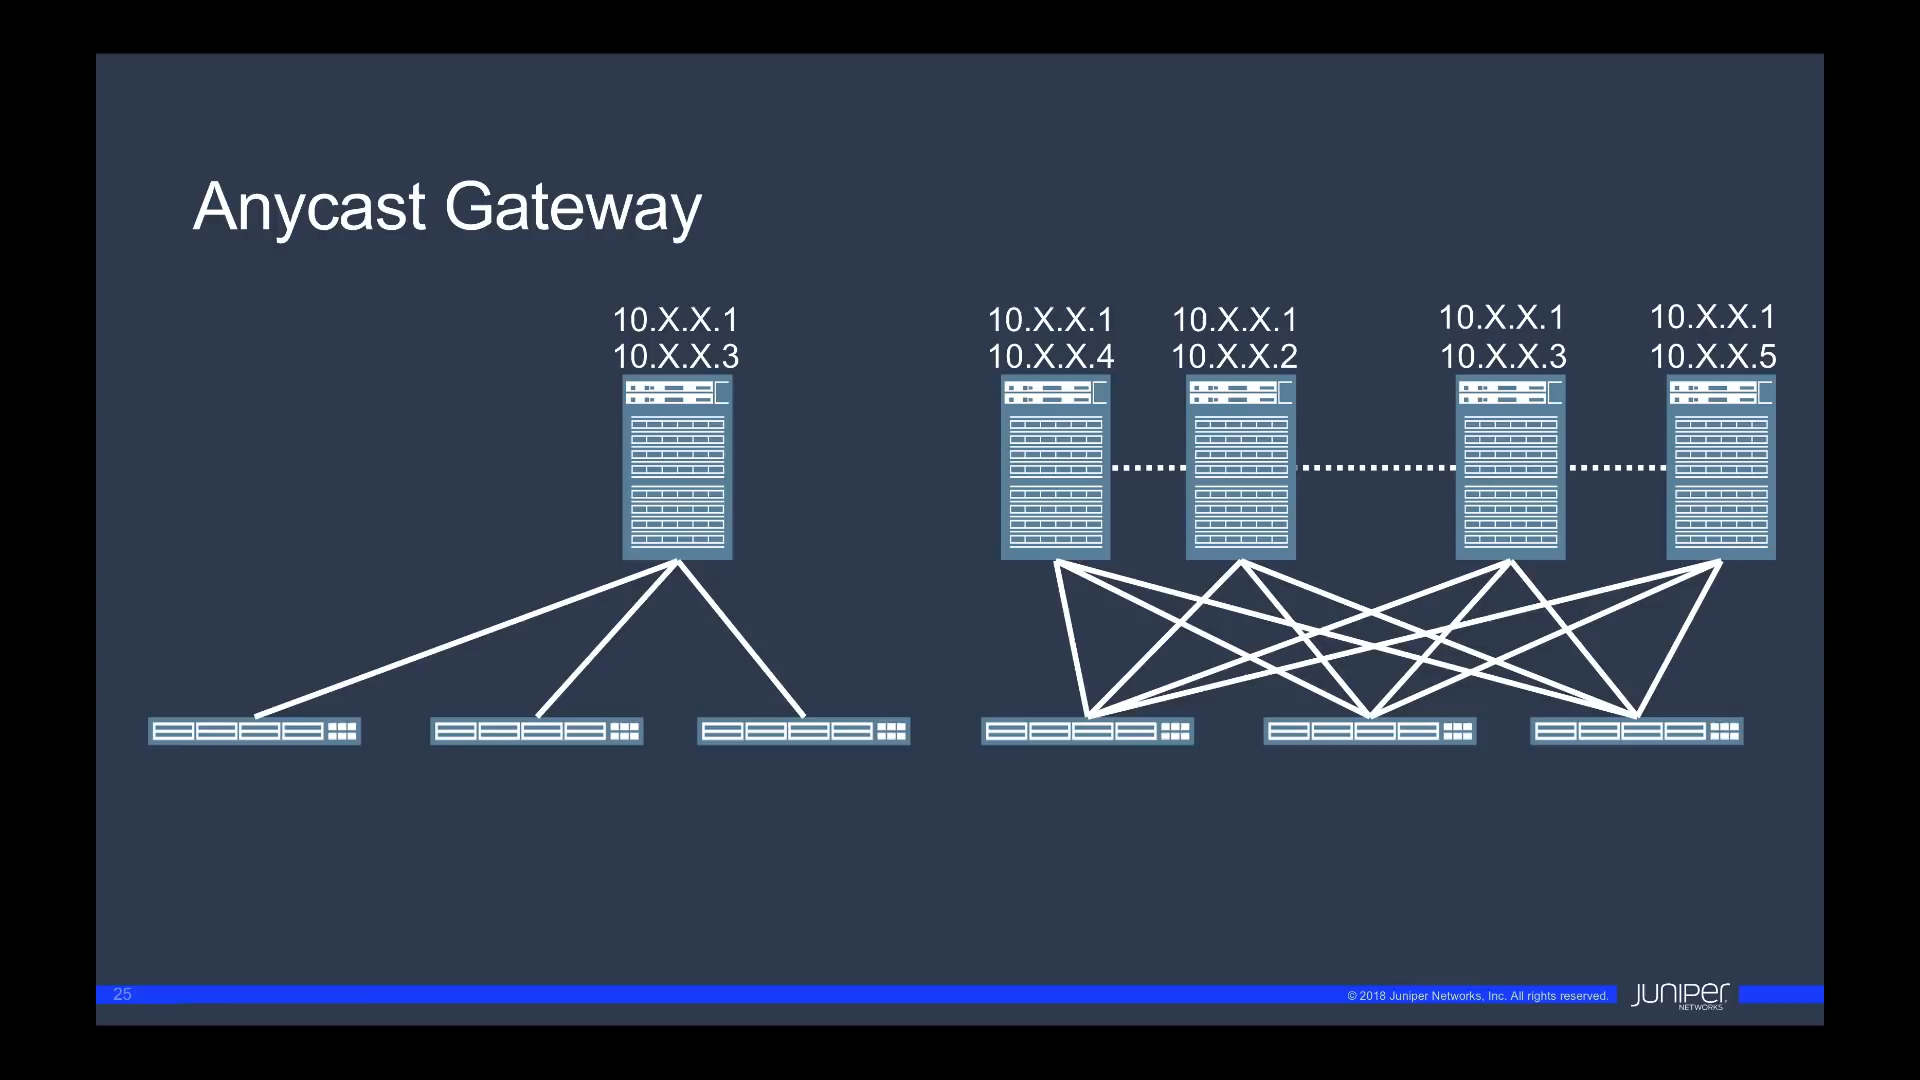 Anycast Gateway
10.X.X.1
10.X.X.3
10.X.X.1
10.X.X.4
10.X.X.1
10.X.X.2
10.X.X.1
10.X.X.3
10.X.X.1
10.X.X.5
25
© 2018 Juniper Networks, Inc. All rights reserved.
JUNIPER
NETWORKS